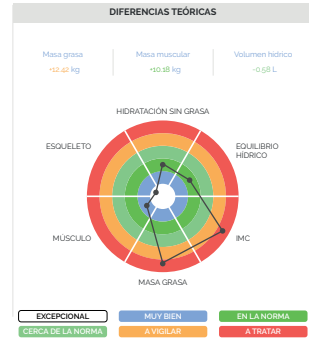 DIFERENCIAS TEÓRICAS
Masa grasa
Masa muscular
Volumen hídrico
+12.42 kg
+10.18 kg
-0.58 L
HIDRATACIÓN SIN GRASA
ESQUELETO
EQUILIBRIO
HÍDRICO
MÚSCULO
IMC
MASA GRASA
EXCEPCIONAL
MUY BIEN
EN LA NORMA
CERCA DE LA NORMA
A VIGILAR
A TRATAR